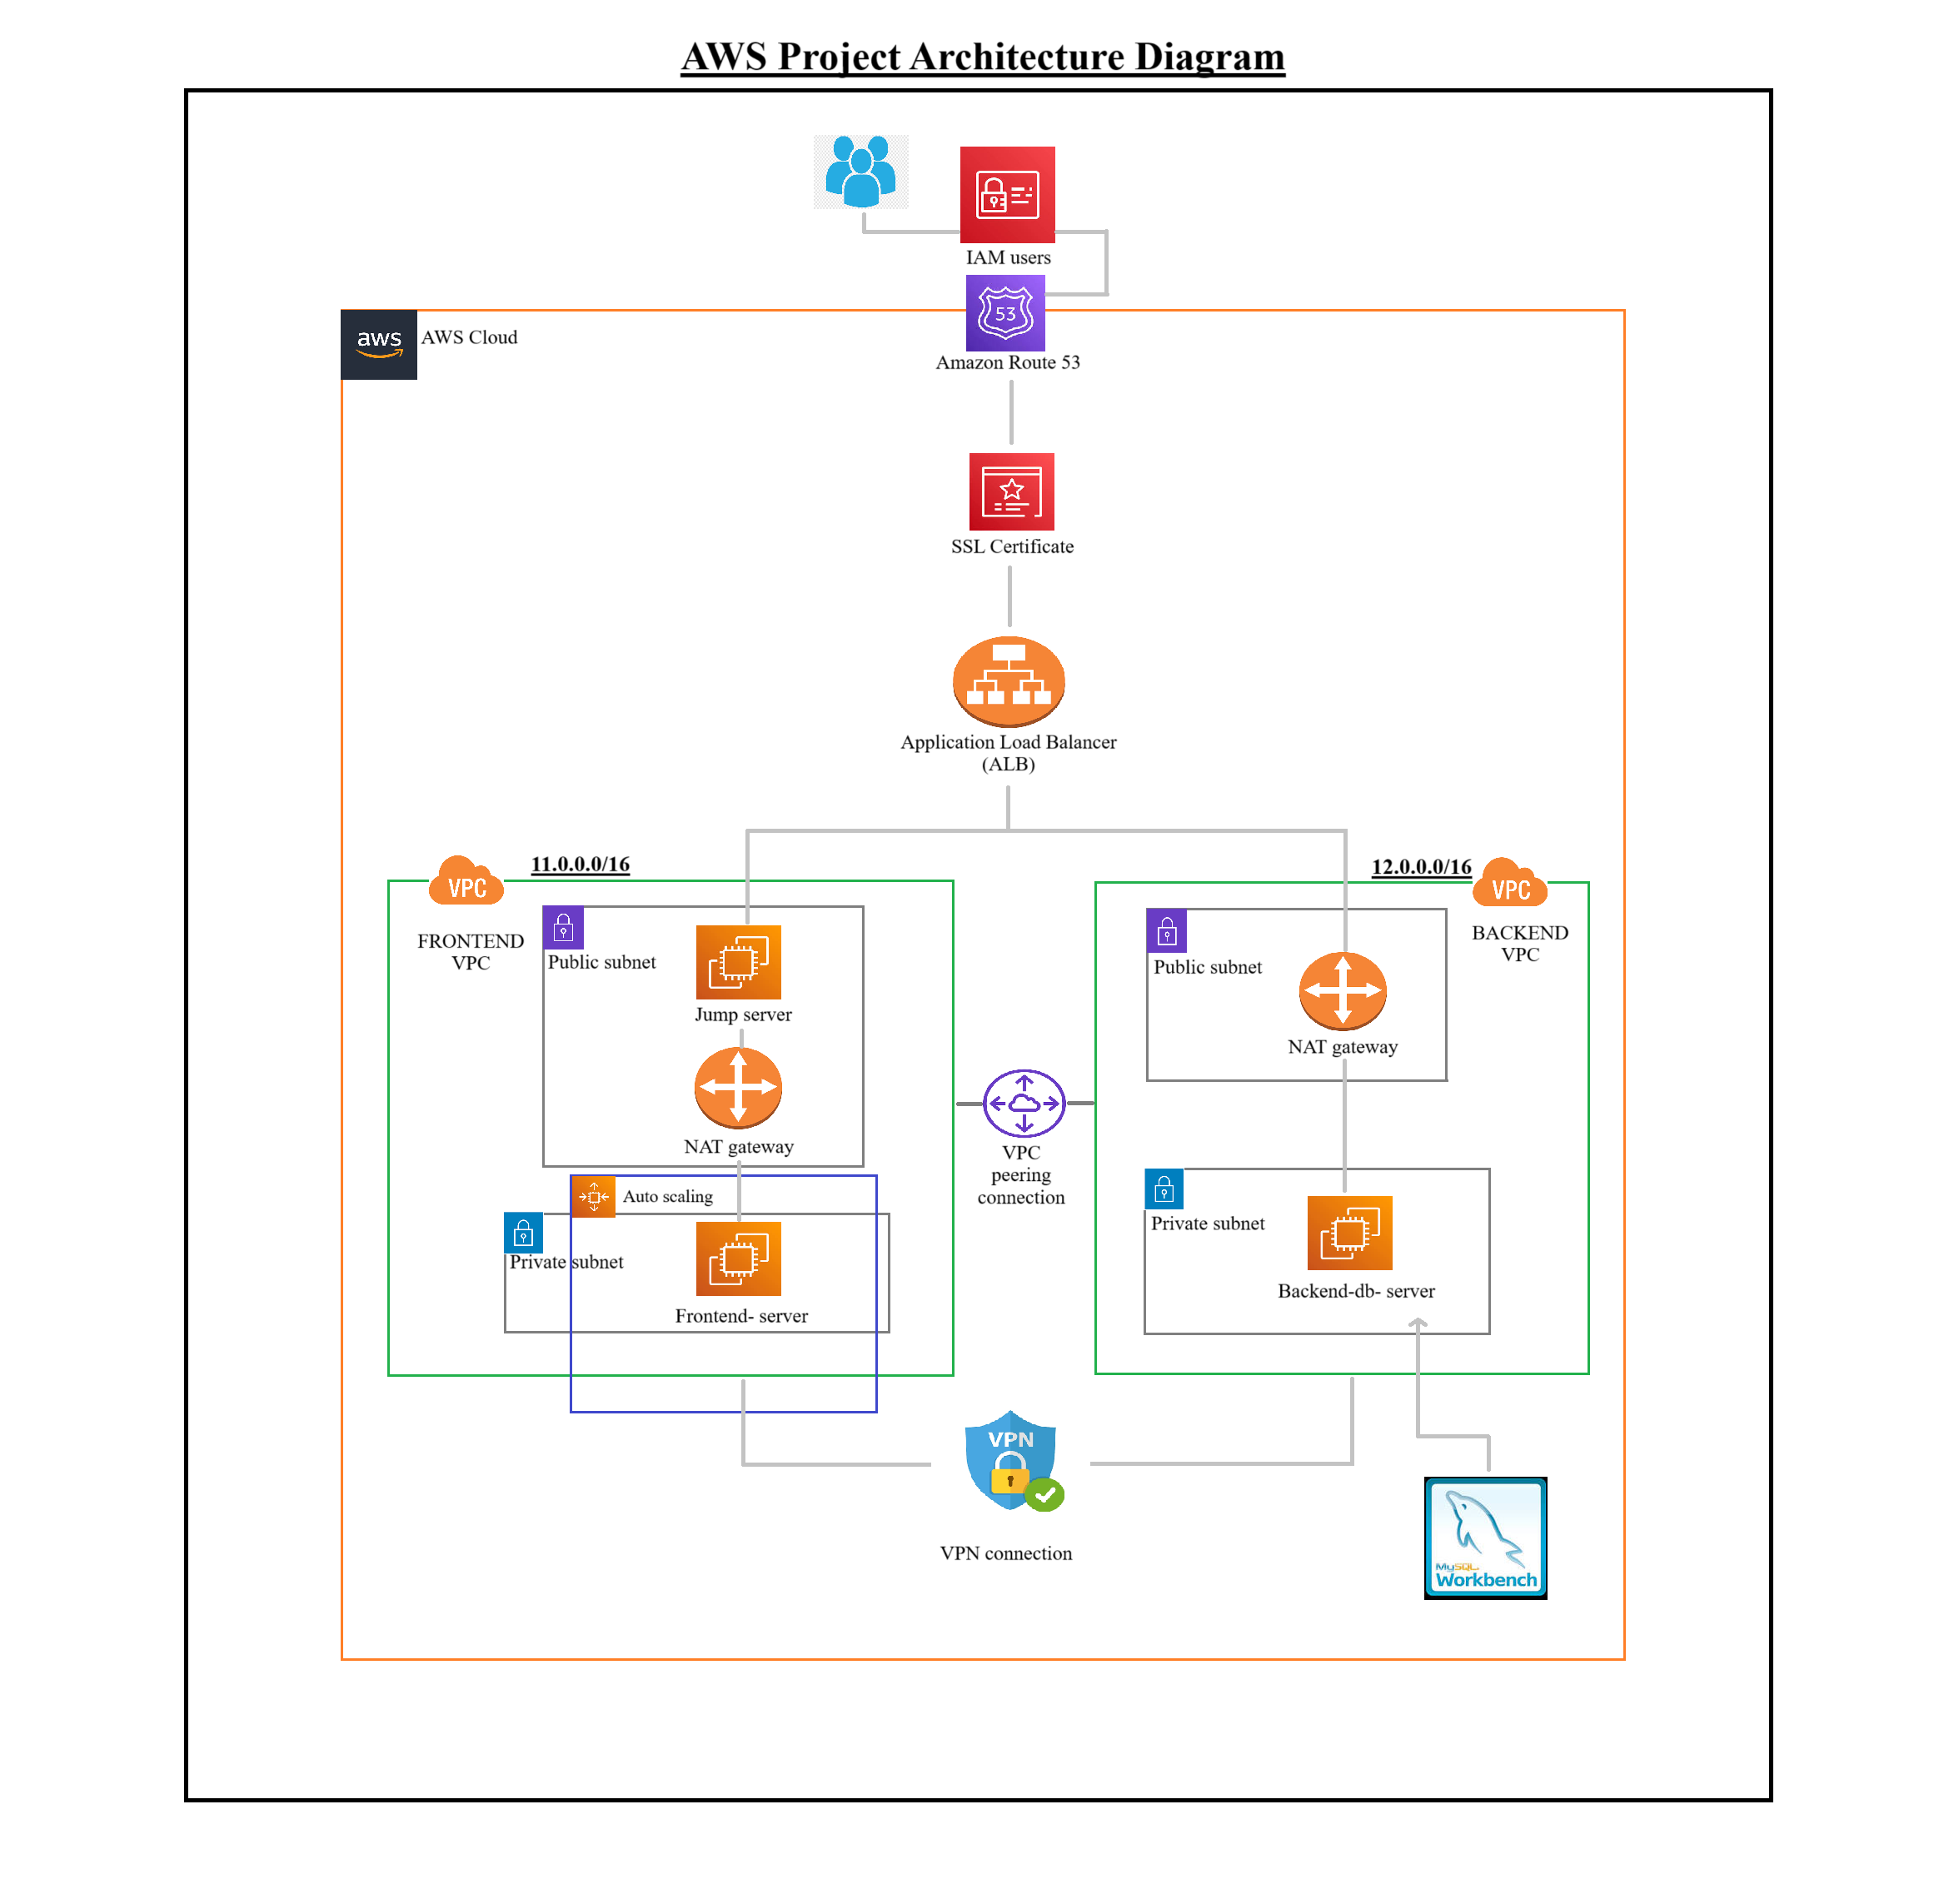 AWS Project Architecture Diagram
IAM users
53
Amazon Route 53
aws
AWS Cloud
SSL Certificate
Application Load Balancer
(ALB)
11.0.0.0/16
VPC
FRONTEND
VPC
Public subnet
Jump server
NAT gateway
Auto scaling
Private subnet
Frontend- server
VPC
peering
connection
12.0.0.0/16
VPC
BACKEND
VPC
Public subnet
NAT gateway
Private subnet
Backend-db- server
VPN
VPN connection
MySQL
Workbench